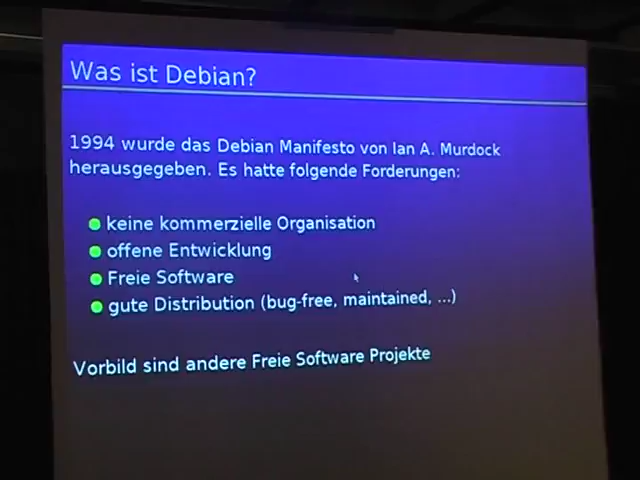 Was ist Debian?
1994 wurde das Debian Manifesto von Ian A. Murdock
herausgegeben. Es hatte folgende Forderungen:
keine kommerzielle Organisation
offene Entwicklung
Freie Software
gute Distribution (bug-free, maintained, ...)
Vorbild sind andere Freie Software Projekte